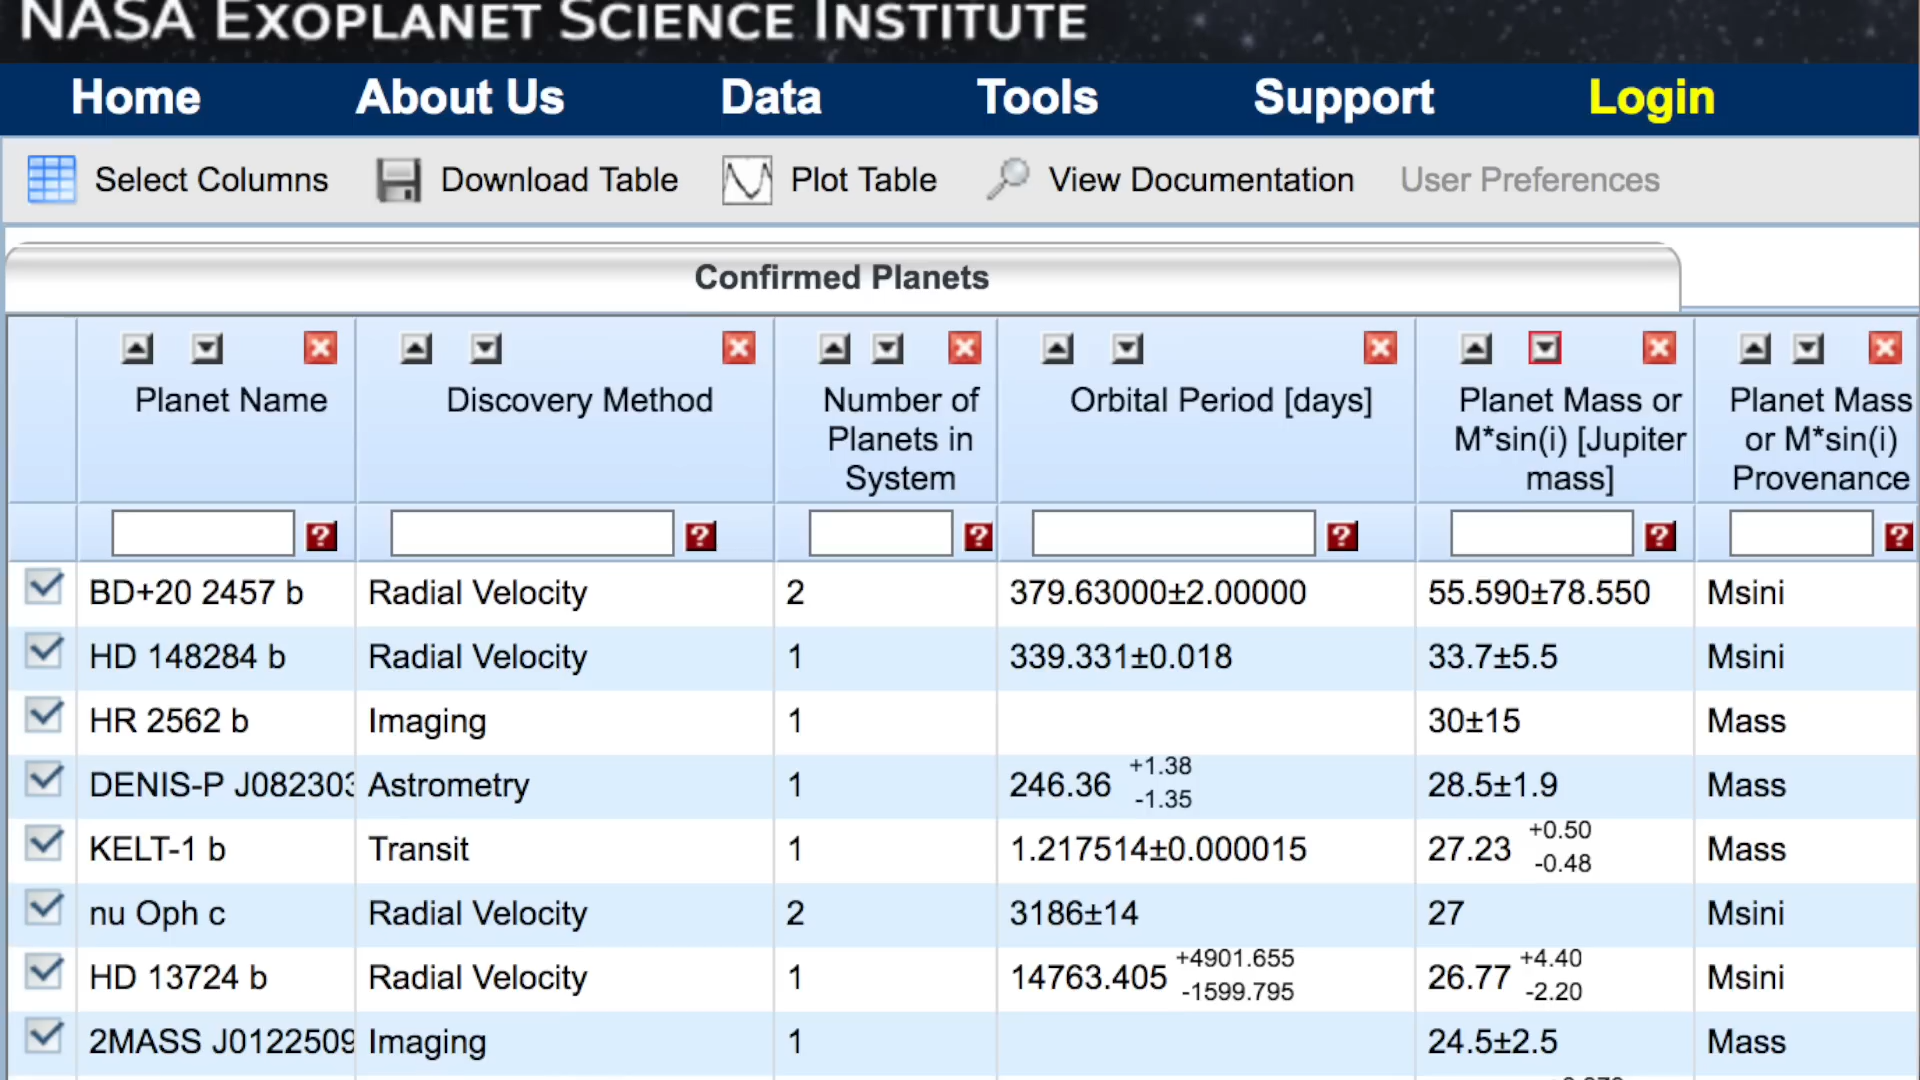 NASA EXOPLANET SCIENCE INSTITUTE
Home About Us Data Tools Support Login
Select Columns Download Table Plot Table View Documentation User Preferences
Confirmed Planets
Planet Name
Discovery Method
Number of
Planets in
System
Orbital Period [days]
Planet Mass or
M*sin(i) [Jupiter
mass]
Planet Mass
or M*sin(i)
Provenance
? ? ? ? ? ?
BD+20 2457 b Radial Velocity 2 379.63000±2.00000 55.590±78.550 Msini
HD 148284 b Radial Velocity 1 339.331±0.018 33.7±5.5 Msini
HR 2562 b Imaging 1 30±15 Mass
DENIS-P J082303 Astrometry 1 246.36 +1.38 -1.35 28.5±1.9 Mass
KELT-1 b Transit 1 1.217514±0.000015 27.23 +0.50 -0.48 Mass
nu Oph c Radial Velocity 2 3186±14 27 Msini
HD 13724 b Radial Velocity 1 14763.405 +4901.655 -1599.795 26.77 +4.40 -2.20 Msini
2MASS J0122509 Imaging 1 24.5±2.5 Mass